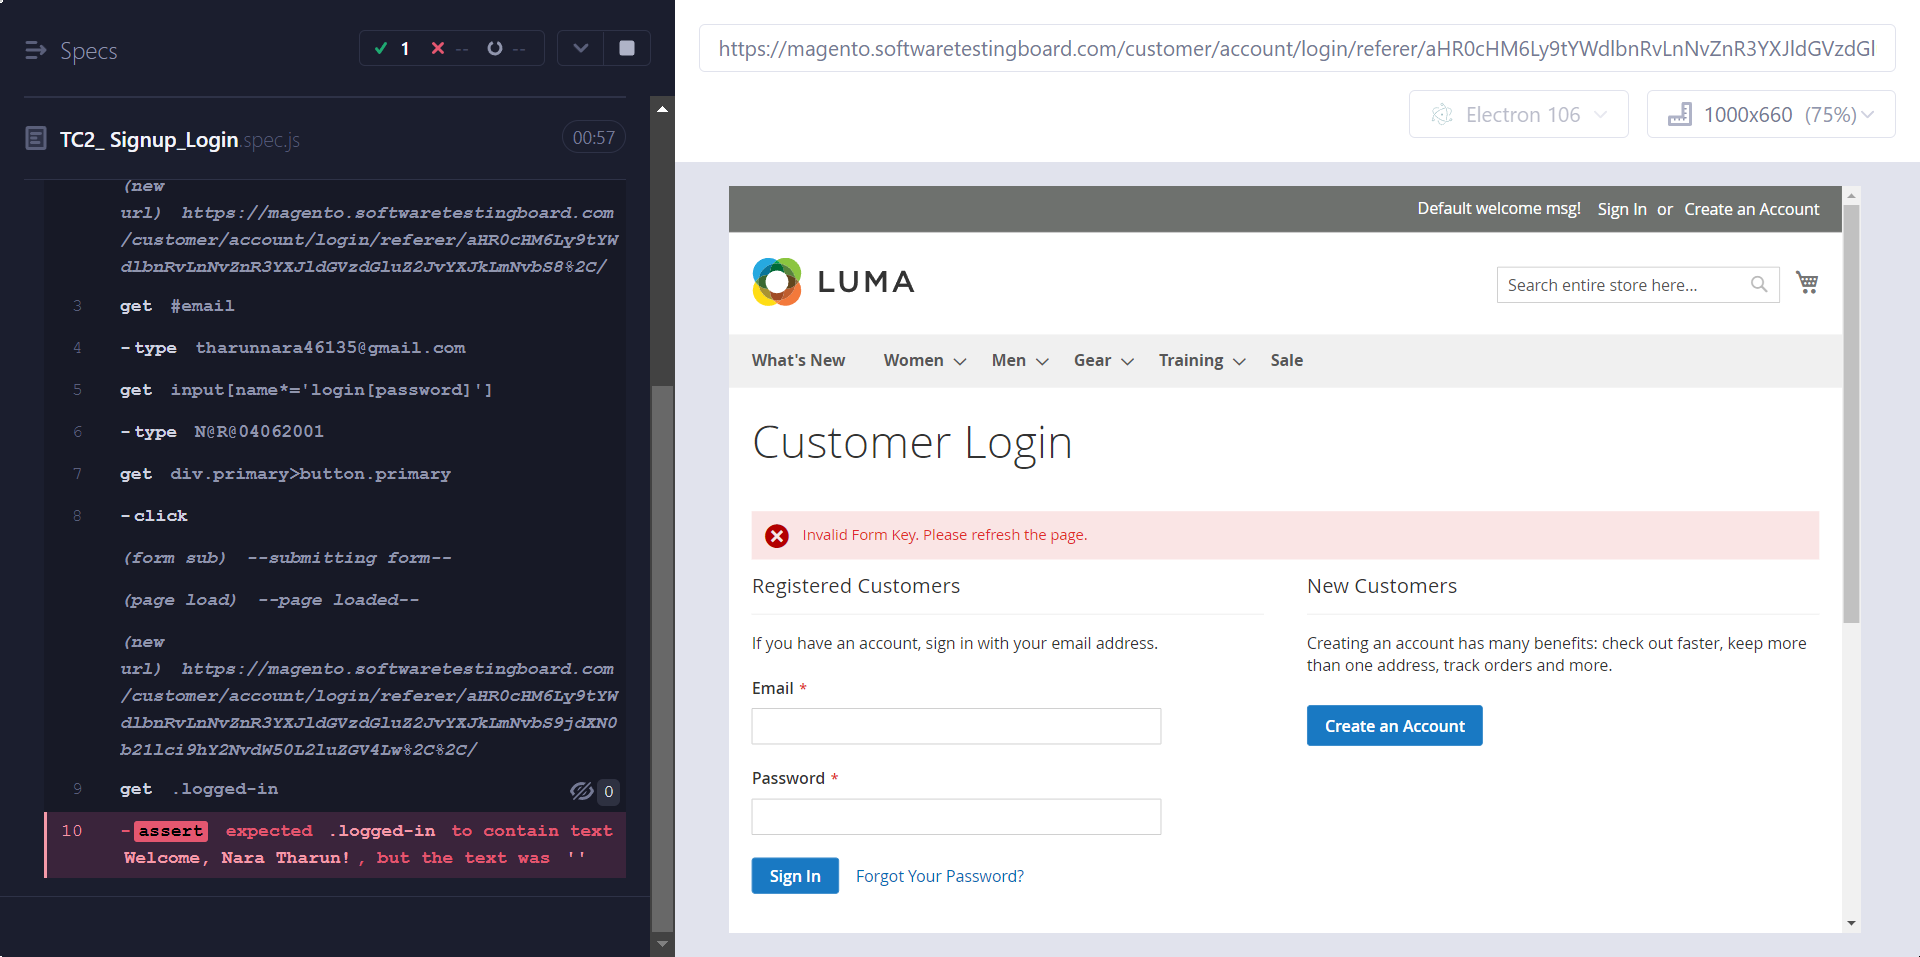 Specs
1
--
--
TC2_ Signup_Login.spec.js
00:57
(new
url) https://magento.softwaretestingboard.com
/customer/account/login/referer/aHR0cHM6Ly9tYW
dlbnRvLnNvZnR3YXJldGVzdGluZ2JvYXJkLmNvbS8%2C/
3 get #email
4 -type tharunnara46135@gmail.com
5 get input[name*='login[password]']
6 -type N@R@04062001
7 get div.primary>button.primary
8 -click
(form sub) --submitting form--
(page load) --page loaded--
(new
url) https://magento.softwaretestingboard.com
/customer/account/login/referer/aHR0cHM6Ly9tYW
dlbnRvLnNvZnR3YXJldGVzdGluZ2JvYXJkLmNvbS9jdXN0
b21lci9hY2NvdW50L2luZGV4Lw%2C%2C/
9 get .logged-in 0
10 -assert expected .logged-in to contain text
Welcome, Nara Tharun!, but the text was ''
https://magento.softwaretestingboard.com/customer/account/login/referer/aHR0cHM6Ly9tYWdlbnRvLnNvZnR3YXJldGVzdGl
Electron 106
1000x660 (75%)
Default welcome msg! Sign In or Create an Account
LUMA
Search entire store here...
What's New Women Men Gear Training Sale
Customer Login
Invalid Form Key. Please refresh the page.
Registered Customers
If you have an account, sign in with your email address.
Email *
Password *
Sign In Forgot Your Password?
New Customers
Creating an account has many benefits: check out faster, keep more
than one address, track orders and more.
Create an Account